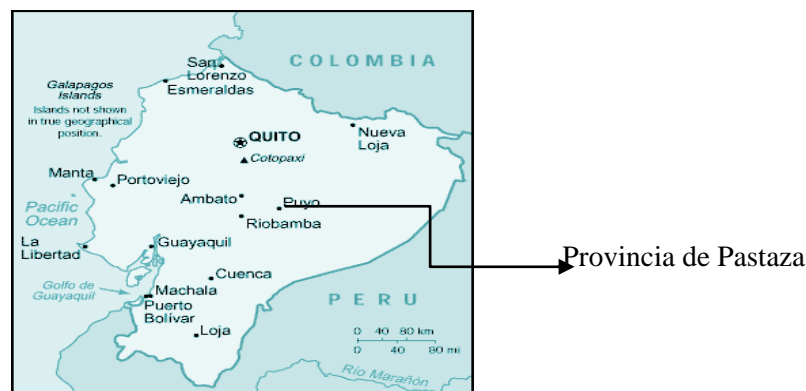 COLOMBIA
San
Lorenzo
Esmeraldas
Galapagos
Islands
Islands not shown
in true geographical
position.
QUITO
Cotopaxi
Nueva
Loja
Manta
Portoviejo
Ambato
Puyo
Pacific
Ocean
Riobamba
La
Libertad
Guayaquil
Provincia de Pastaza
Cuenca
Golfo de
Guayaquil
Machala
Puerto
Bolívar
PERU
Loja
0 40 80 km
0 40 80 mi
Río Marañón